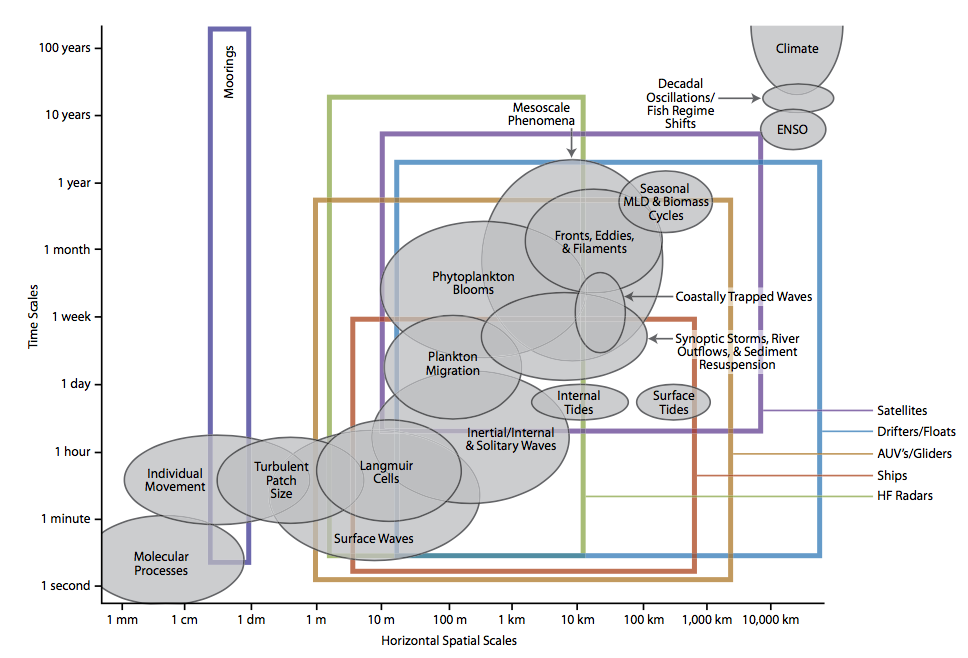 100 years
10 years
1 year
1 month
1 week
1 day
1 hour
1 minute
1 second
Time Scales
1 mm
1 cm
1 dm
1 m
10 m
100 m
1 km
10 km
100 km
1,000 km
10,000 km
Horizontal Spatial Scales
Moorings
Climate
Decadal
Oscillations/
Fish Regime
Shifts
ENSO
Mesoscale
Phenomena
Seasonal
MLD & Biomass
Cycles
Fronts, Eddies,
& Filaments
Phytoplankton
Blooms
Coastally Trapped Waves
Synoptic Storms, River
Outflows, & Sediment
Resuspension
Plankton
Migration
Internal
Tides
Surface
Tides
Inertial/Internal
& Solitary Waves
Langmuir
Cells
Turbulent
Patch
Size
Individual
Movement
Surface Waves
Molecular
Processes
Satellites
Drifters/Floats
AUV's/Gliders
Ships
HF Radars